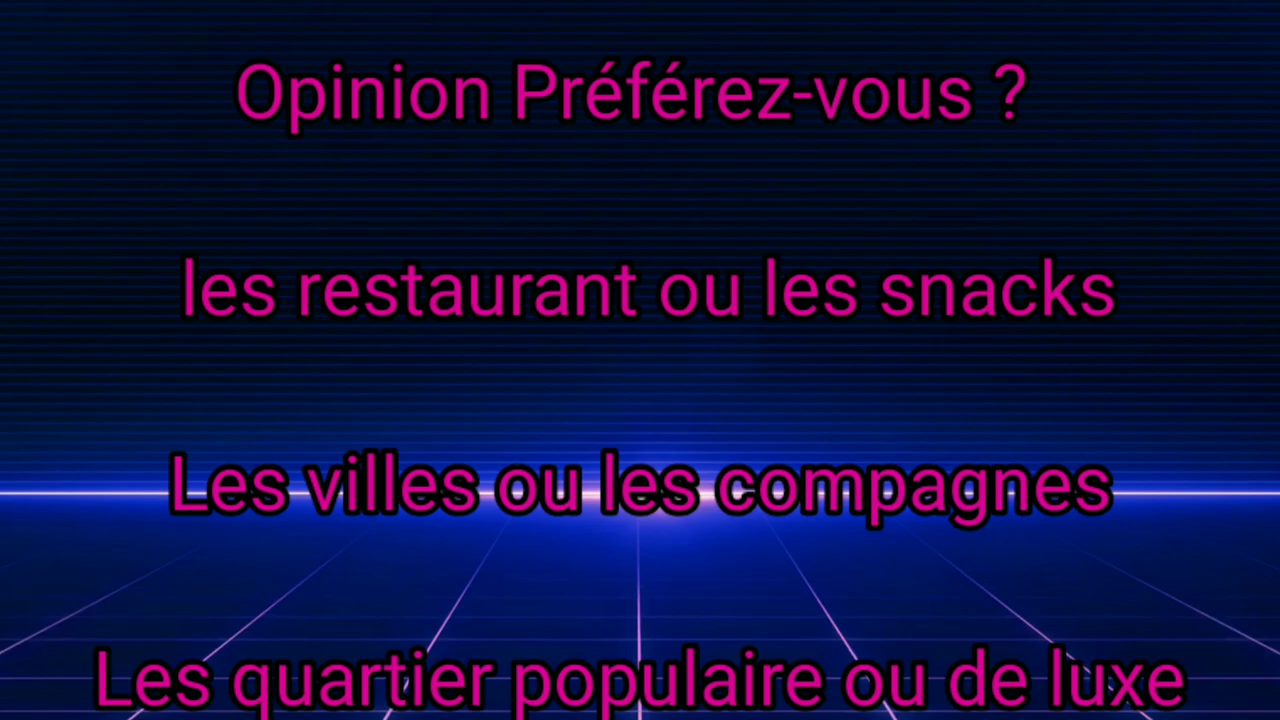 Opinion Préférez-vous ?
les restaurant ou les snacks
Les villes ou les compagnes
Les quartier populaire ou de luxe